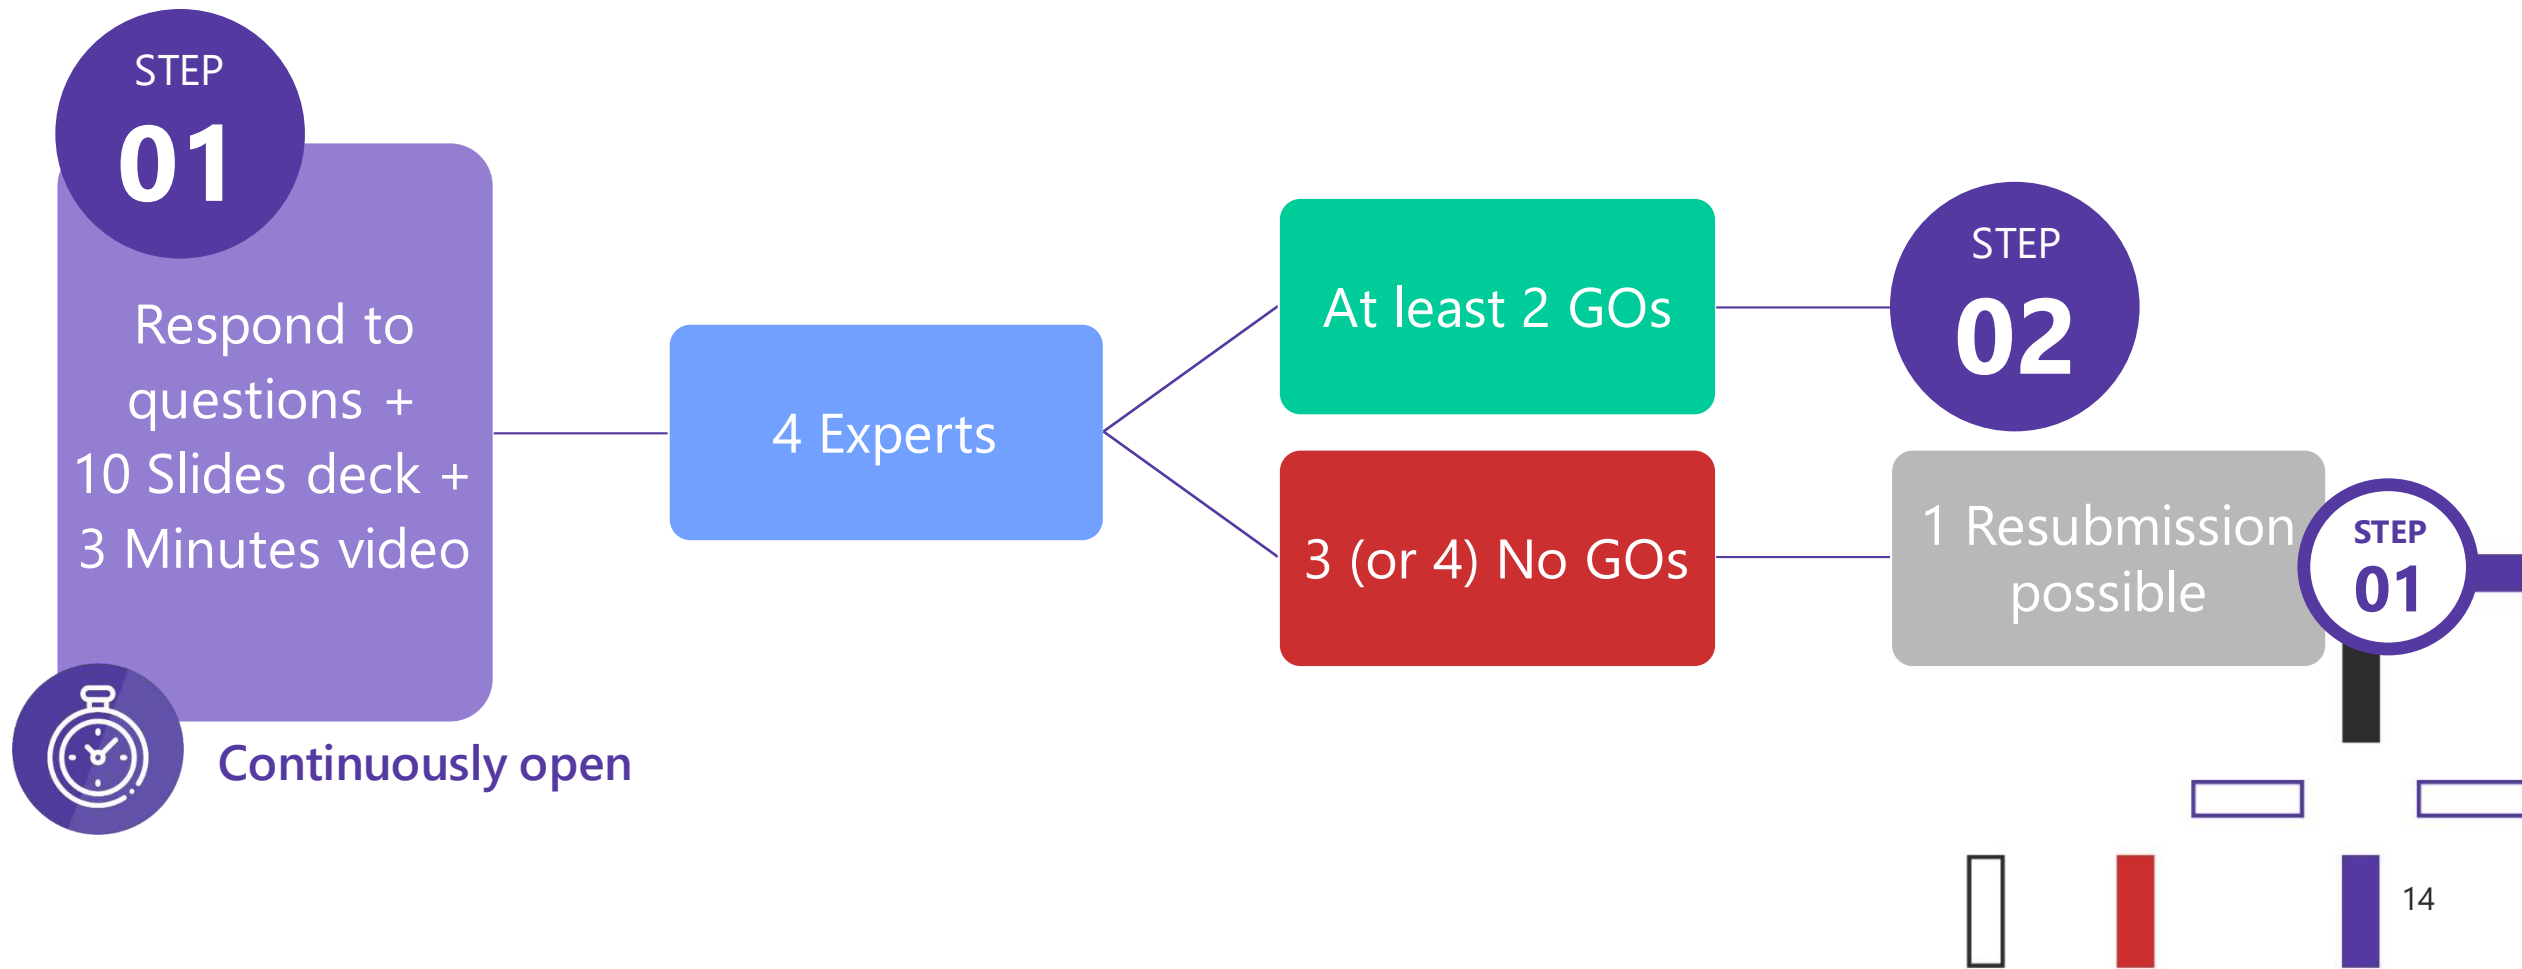 STEP
01
Respond to
questions +
10 Slides deck +
3 Minutes video
Continuously open
4 Experts
At least 2 GOs
STEP
02
3 (or 4) No GOs
1 Resubmission
possible
STEP
01
14